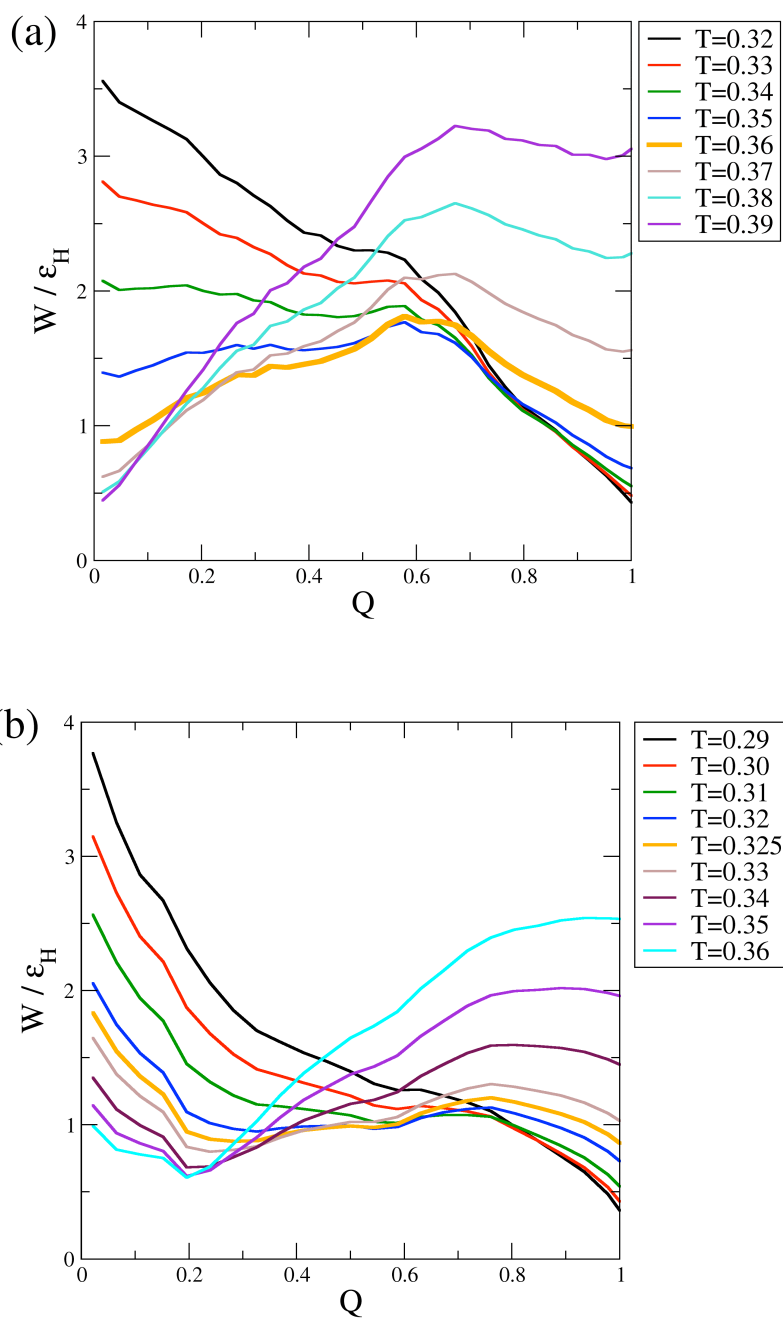 (a)
4
3
2
1
0
W / εH
0 0.2 0.4 0.6 0.8 1
Q
T=0.32
T=0.33
T=0.34
T=0.35
T=0.36
T=0.37
T=0.38
T=0.39
(b)
4
3
2
1
0
W / εH
0 0.2 0.4 0.6 0.8 1
Q
T=0.29
T=0.30
T=0.31
T=0.32
T=0.325
T=0.33
T=0.34
T=0.35
T=0.36